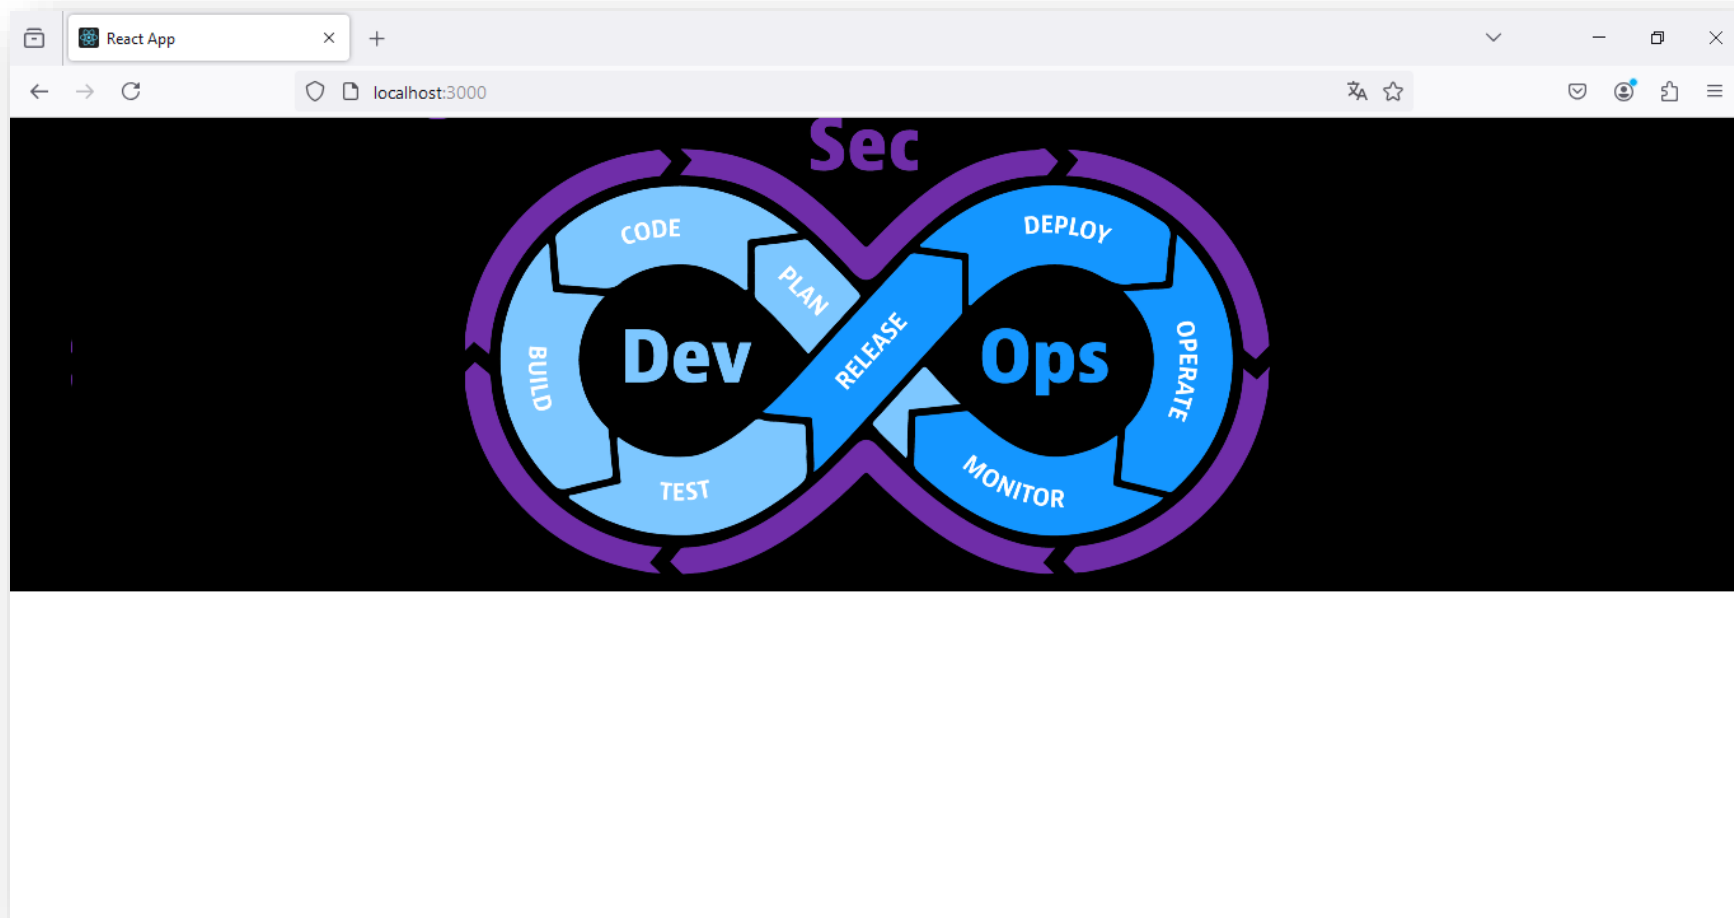 React App
localhost:3000
Sec
CODE
DEPLOY
PLAN
RELEASE
BUILD
Dev
Ops
OPERATE
TEST
MONITOR